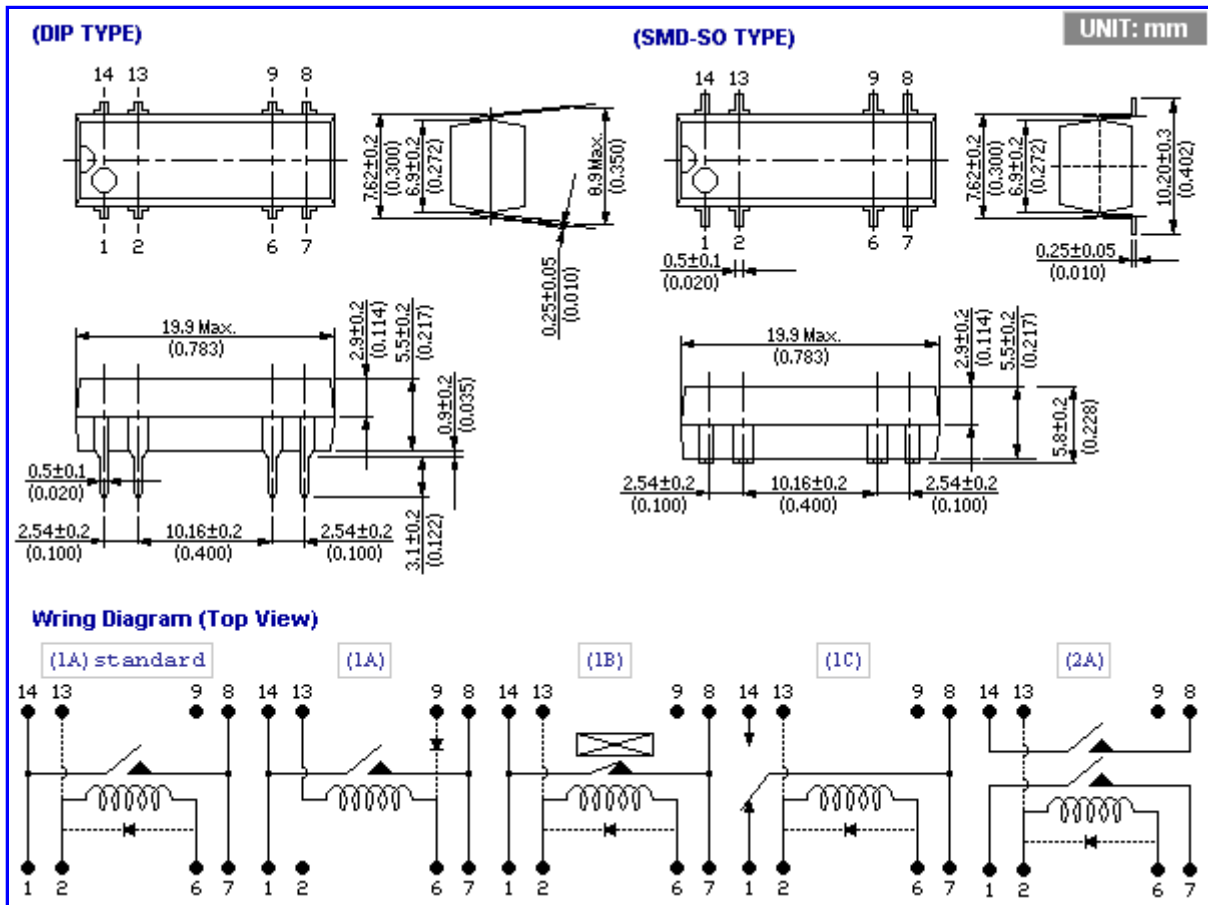 (DIP TYPE)
(SMD-SO TYPE)
UNIT: mm
14 13 9 8
7.62±0.2
(0.300)
6.9±0.2
(0.272)
8.9 Max.
(0.350)
1 2 6 7
0.25±0.05
(0.010)
14 13 9 8
7.62±0.2
(0.300)
6.9±0.2
(0.272)
10.20±0.3
(0.402)
1 2 6 7
0.5±0.1
(0.020)
0.25±0.05
(0.010)
19.9 Max.
(0.783)
2.9±0.2
(0.114)
5.5±0.2
(0.217)
0.9±0.2
(0.035)
0.5±0.1
(0.020)
2.54±0.2
(0.100)
10.16±0.2
(0.400)
2.54±0.2
(0.100)
3.1±0.2
(0.122)
19.9 Max.
(0.783)
2.9±0.2
(0.114)
5.5±0.2
(0.217)
5.8±0.2
(0.228)
2.54±0.2
(0.100)
10.16±0.2
(0.400)
2.54±0.2
(0.100)
Wring Diagram (Top View)
(1A) standard
(1A)
(1B)
(1C)
(2A)
14 13 9 8
14 13 9 8
14 13 9 8
14 13 9 8
14 13 9 8
1 2 6 7
1 2 6 7
1 2 6 7
1 2 6 7
1 2 6 7